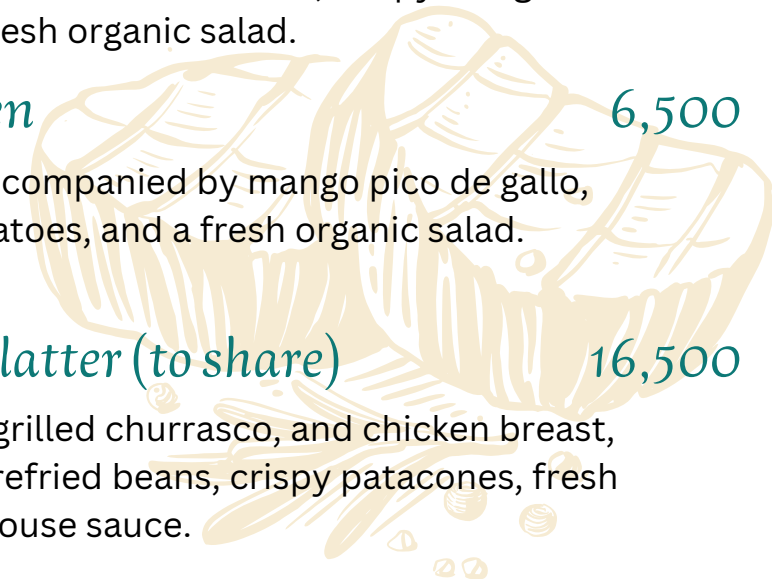 esh organic salad.
en 6,500
companied by mango pico de gallo,
atoes, and a fresh organic salad.
latter (to share) 16,500
grilled churrasco, and chicken breast,
refried beans, crispy patacones, fresh
ouse sauce.